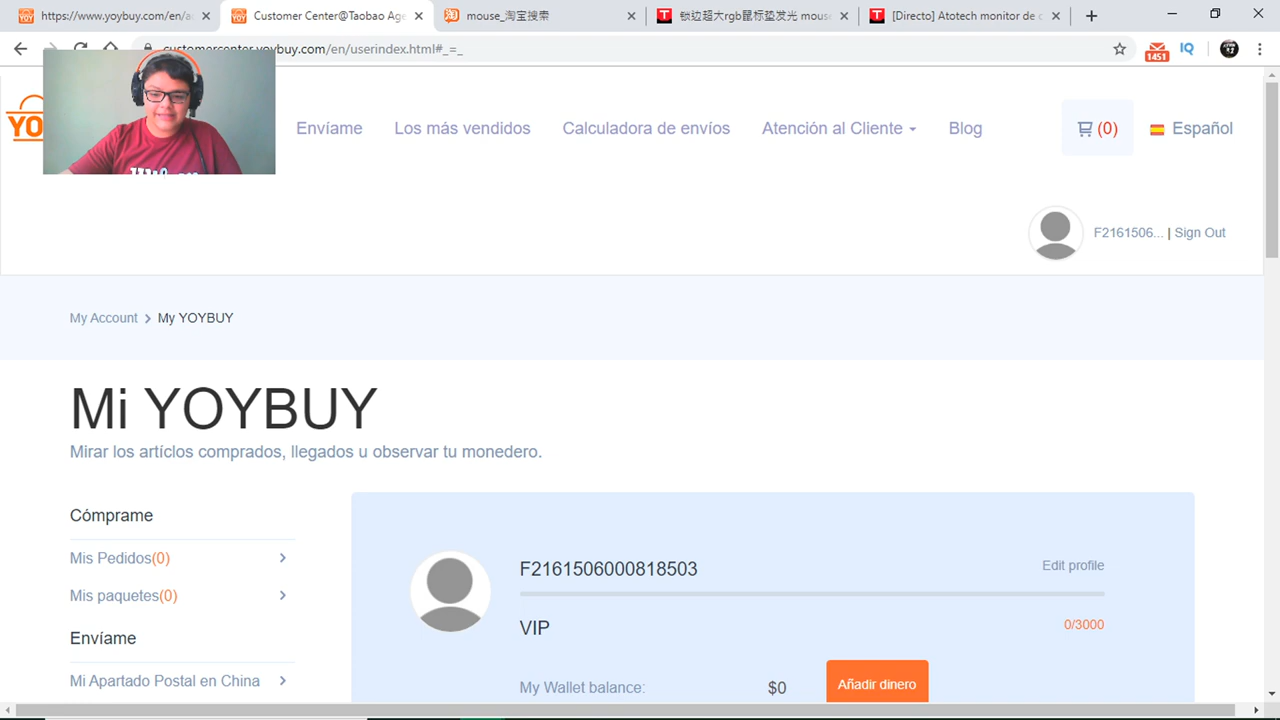 https://www.yoybuy.com/en/ac
Customer Center@Taobao Age
mouse_淘宝搜索
锁边超大rgb鼠标垫发光 mouse
[Directo] Atotech monitor de c
customercenter.yoybuy.com/en/userindex.html#_=_
1451
IQ
YO
Envíame
Los más vendidos
Calculadora de envíos
Atención al Cliente
Blog
(0)
Español
F2161506... | Sign Out
My Account > My YOYBUY
Mi YOYBUY
Mirar los artíclos comprados, llegados u observar tu monedero.
Cómprame
Mis Pedidos(0)
Mis paquetes(0)
Envíame
Mi Apartado Postal en China
F2161506000818503
Edit profile
VIP
0/3000
My Wallet balance:
$0
Añadir dinero